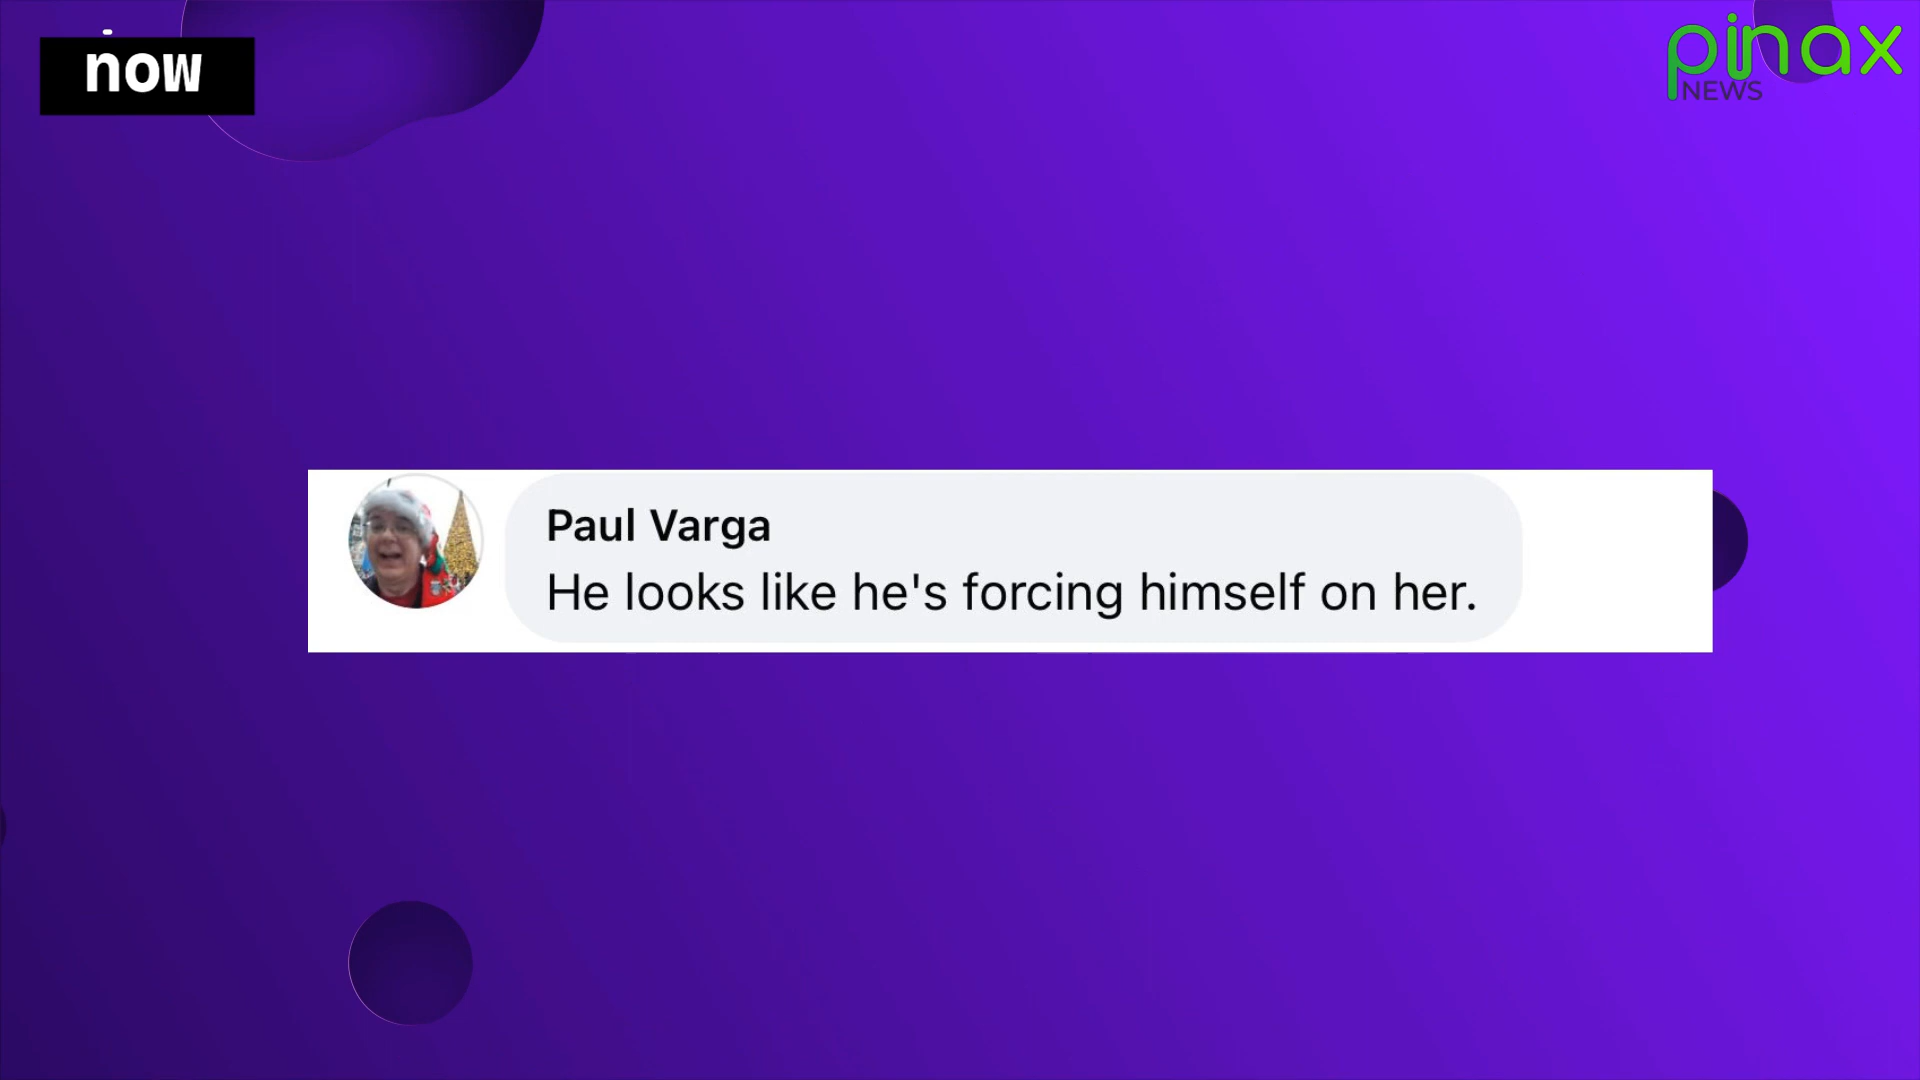 now
pinax
NEWS
Paul Varga
He looks like he's forcing himself on her.